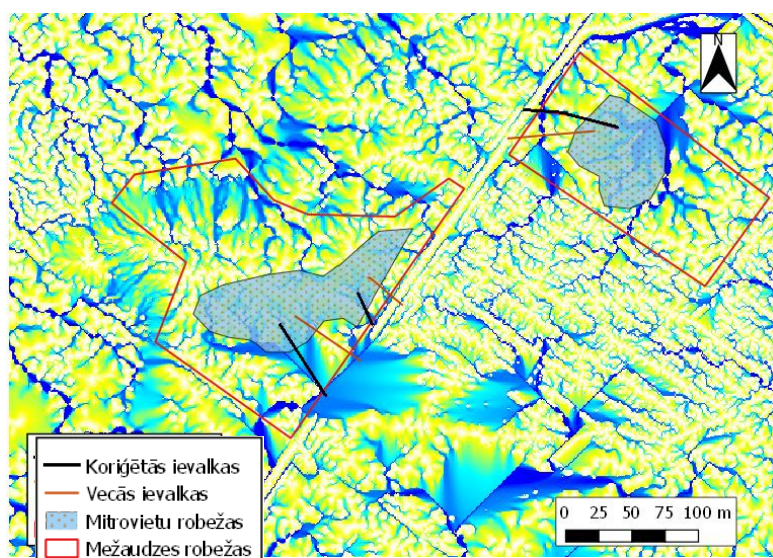 N
Koriģētās ievalkas
Vecās ievalkas
Mitrovietu robežas
Mežaudzes robežas
0 25 50 75 100 m